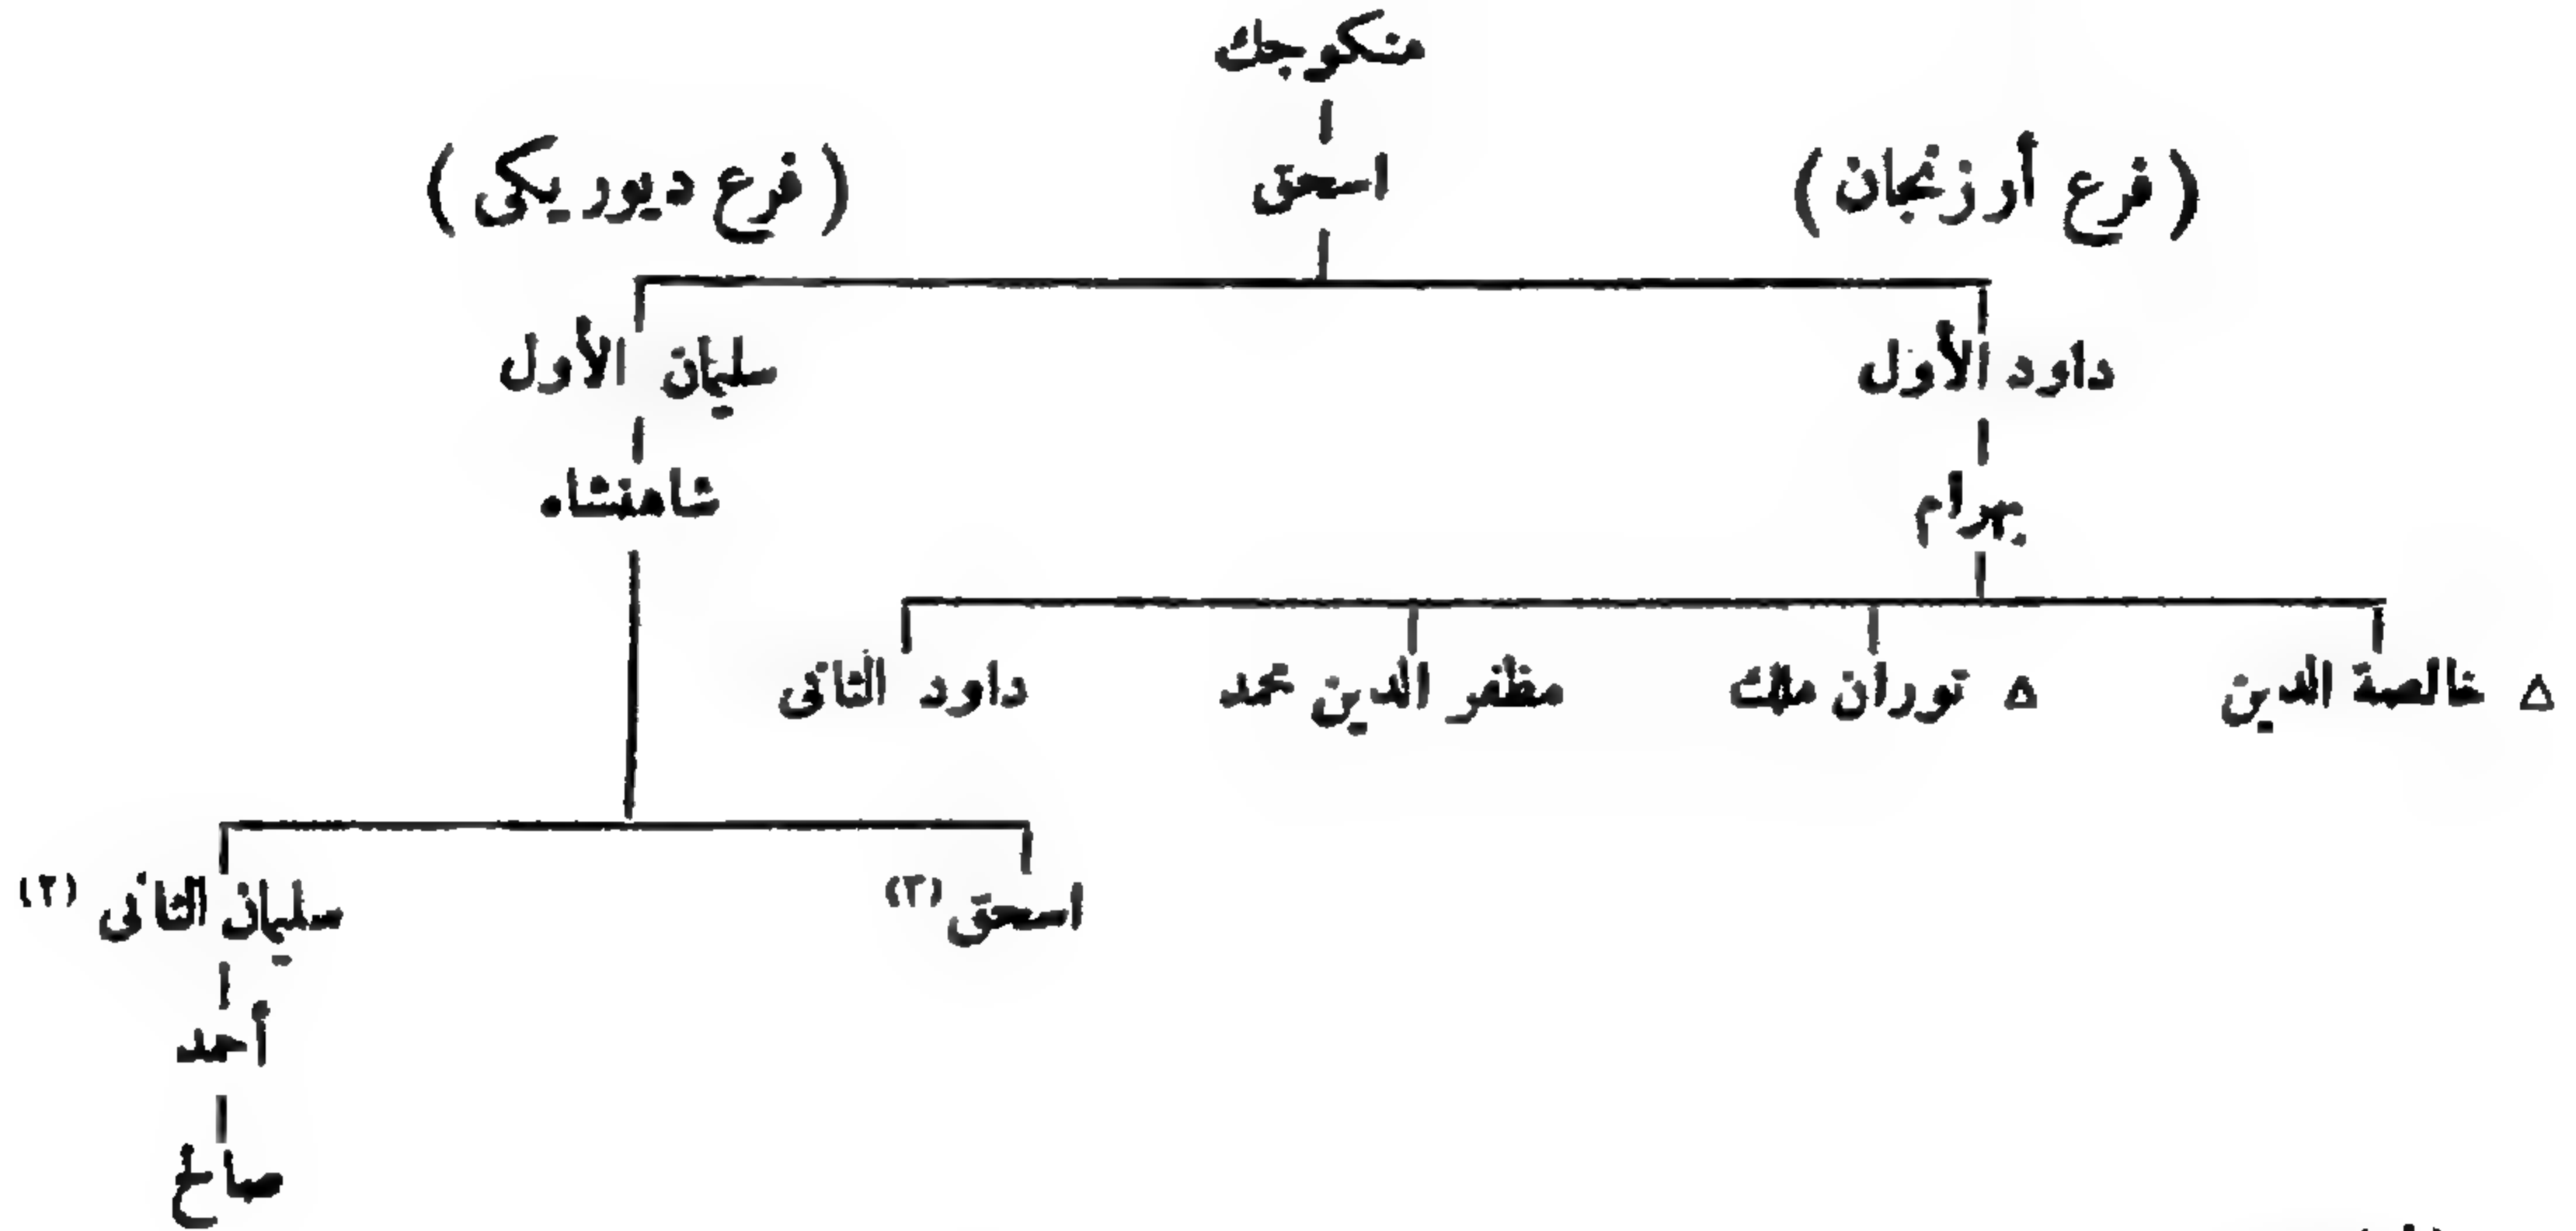 منكوجك
اسحق
(فرع أرزنجان)
(فرع ديوريكى)
داود الأول
سليمان الأول
بهرام
شاهنشاه
△ خالصة الدين
△ توران ملك
مظفر الدين محمد
داود الثانى
اسحق (٣)
سليمان الثانى (٢)
أحمد
صالح